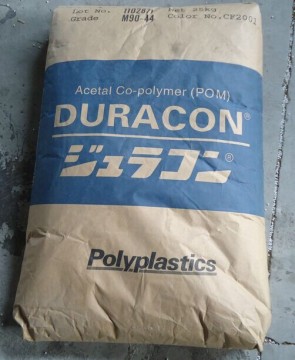 Lot No.
Net 25kg
Grade M90-44
Color No. CF2001
Acetal Co-polymer (POM)
DURACON®
ジュラコン®
Polyplastics